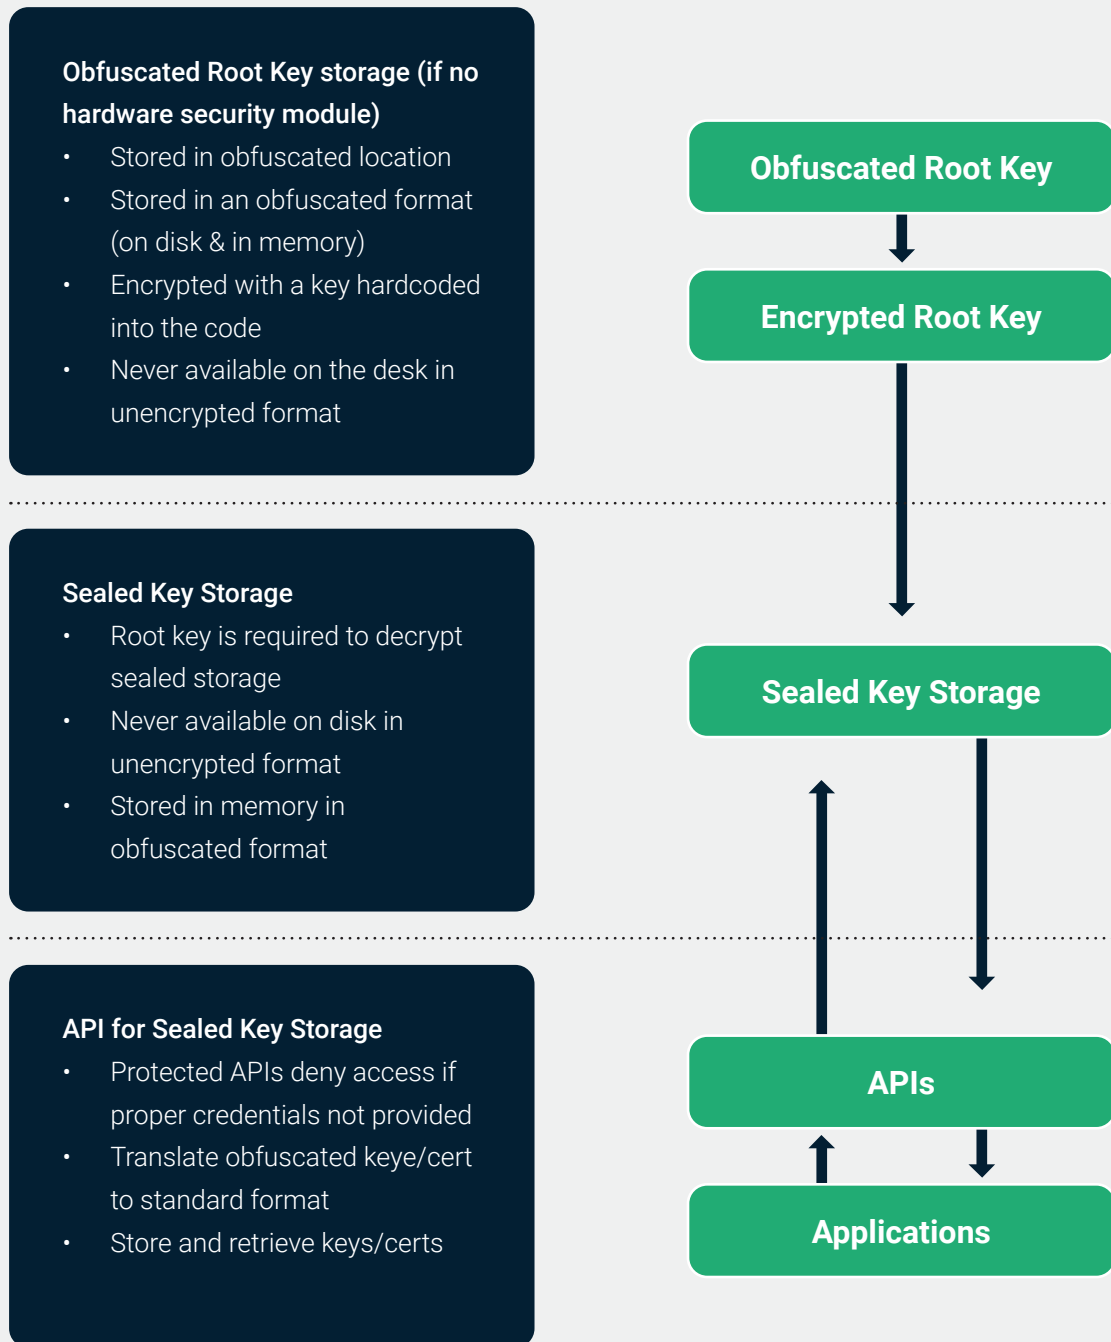 Obfuscated Root Key storage (if no
hardware security module)
• Stored in obfuscated location
• Stored in an obfuscated format
(on disk & in memory)
• Encrypted with a key hardcoded
into the code
• Never available on the desk in
unencrypted format
Obfuscated Root Key
Encrypted Root Key
Sealed Key Storage
• Root key is required to decrypt
sealed storage
• Never available on disk in
unencrypted format
• Stored in memory in
obfuscated format
Sealed Key Storage
API for Sealed Key Storage
• Protected APIs deny access if
proper credentials not provided
• Translate obfuscated keye/cert
to standard format
• Store and retrieve keys/certs
APIs
Applications